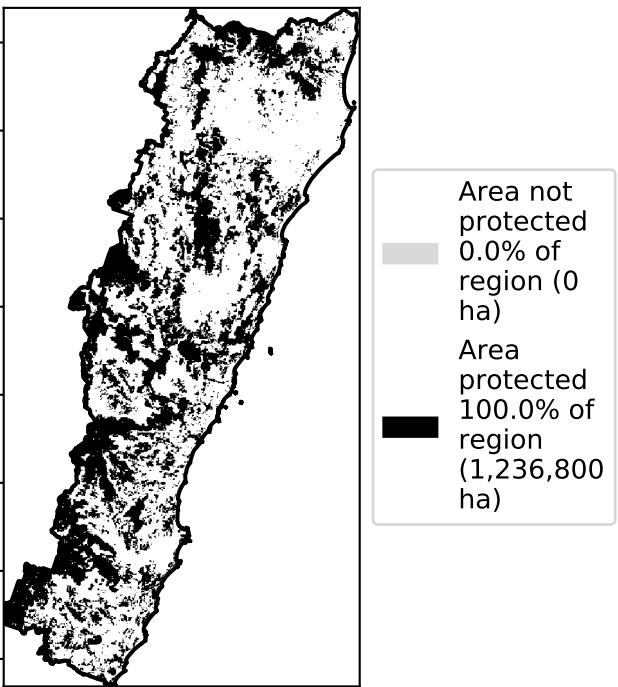 Area not
protected
0.0% of
region (0
ha)
Area
protected
100.0% of
region
(1,236,800
ha)